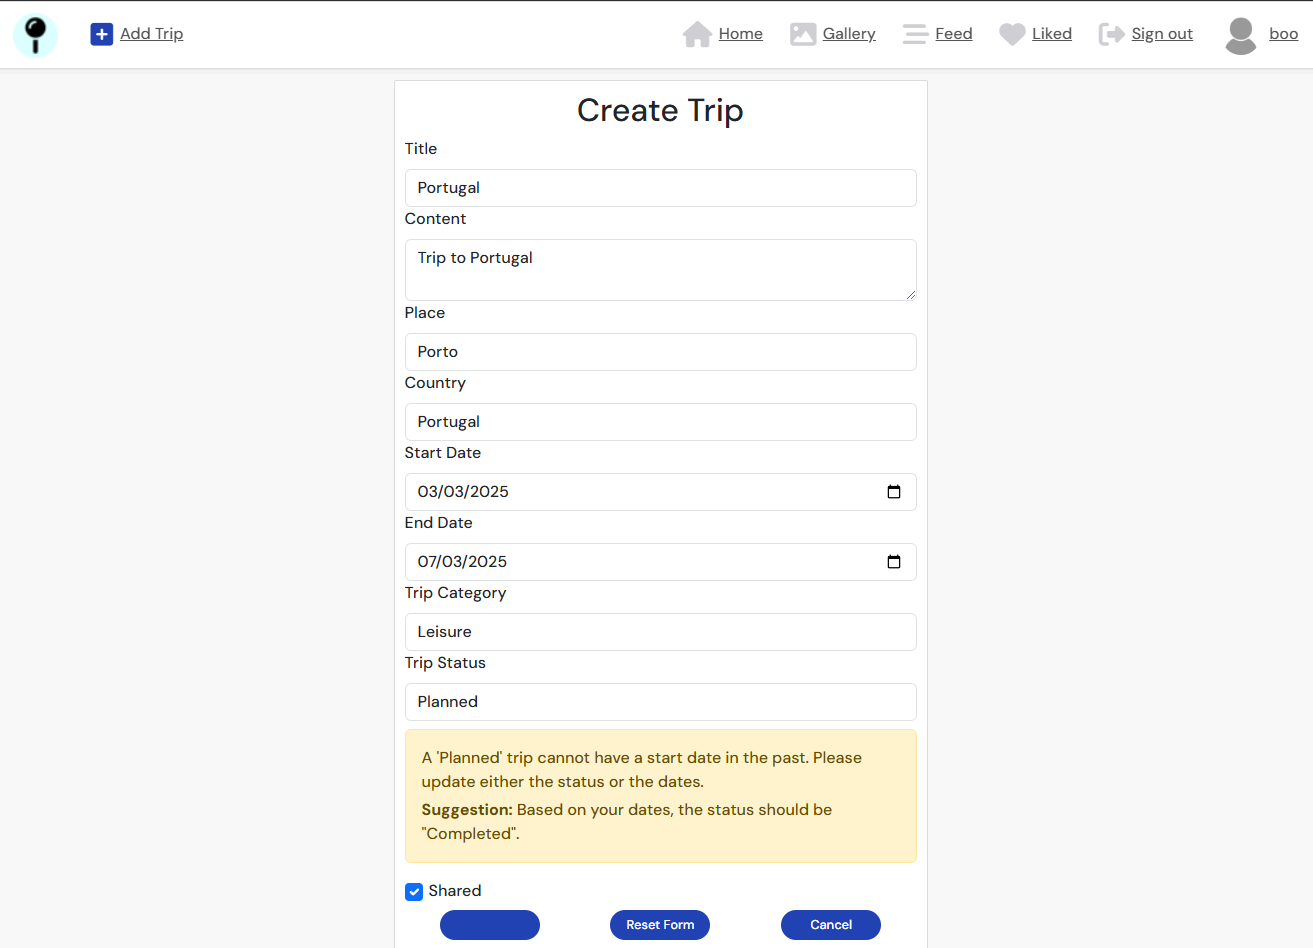 Add Trip
Home
Gallery
Feed
Liked
Sign out
boo
Create Trip
Title
Portugal
Content
Trip to Portugal
Place
Porto
Country
Portugal
Start Date
03/03/2025
End Date
07/03/2025
Trip Category
Leisure
Trip Status
Planned
A 'Planned' trip cannot have a start date in the past. Please
update either the status or the dates.
Suggestion: Based on your dates, the status should be
"Completed".
Shared
Reset Form
Cancel